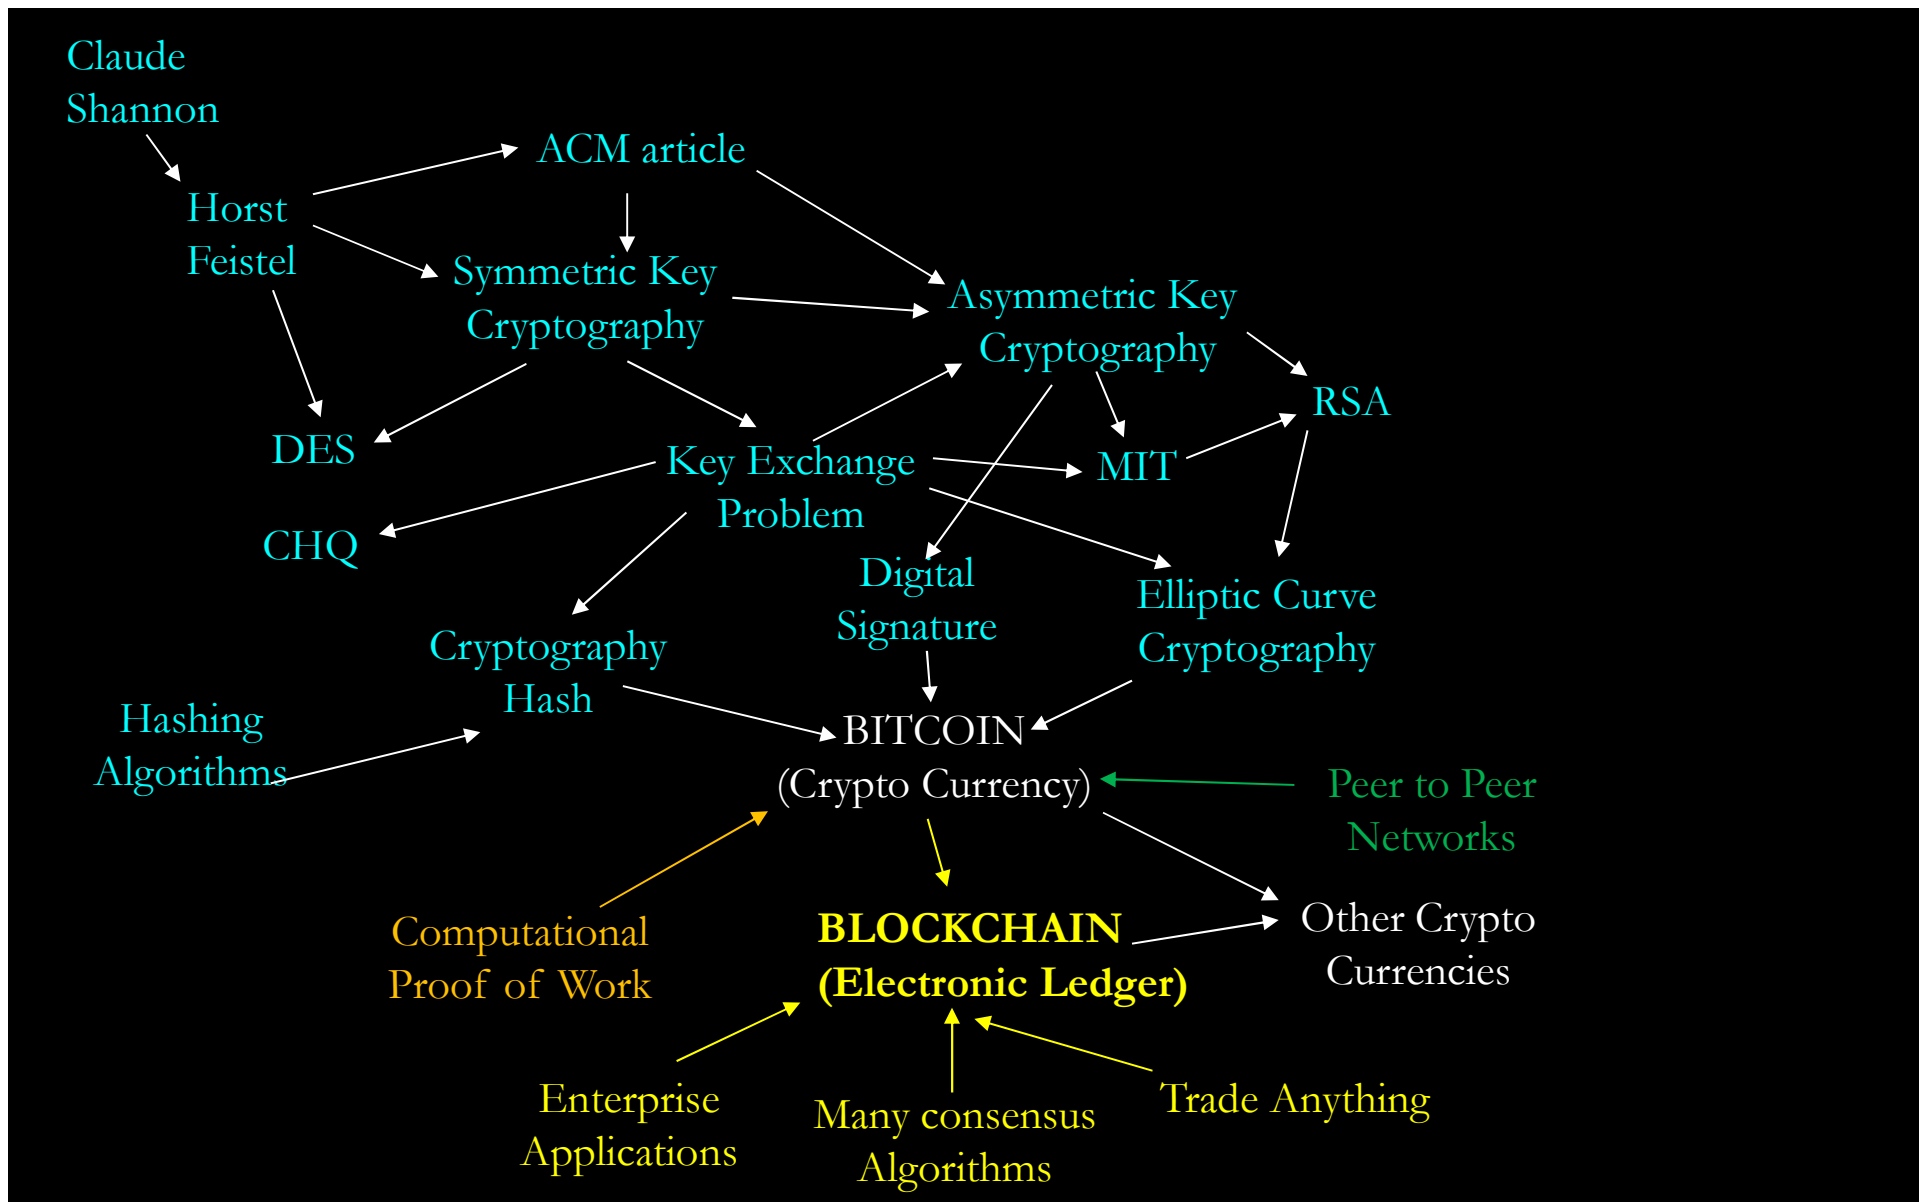 Claude
Shannon
ACM article
Horst
Feistel
Symmetric Key
Cryptography
Asymmetric Key
Cryptography
RSA
DES
Key Exchange
Problem
MIT
CHQ
Digital
Signature
Elliptic Curve
Cryptography
Cryptography
Hash
Hashing
Algorithms
BITCOIN
(Crypto Currency)
Peer to Peer
Networks
Computational
Proof of Work
BLOCKCHAIN
(Electronic Ledger)
Other Crypto
Currencies
Enterprise
Applications
Many consensus
Algorithms
Trade Anything